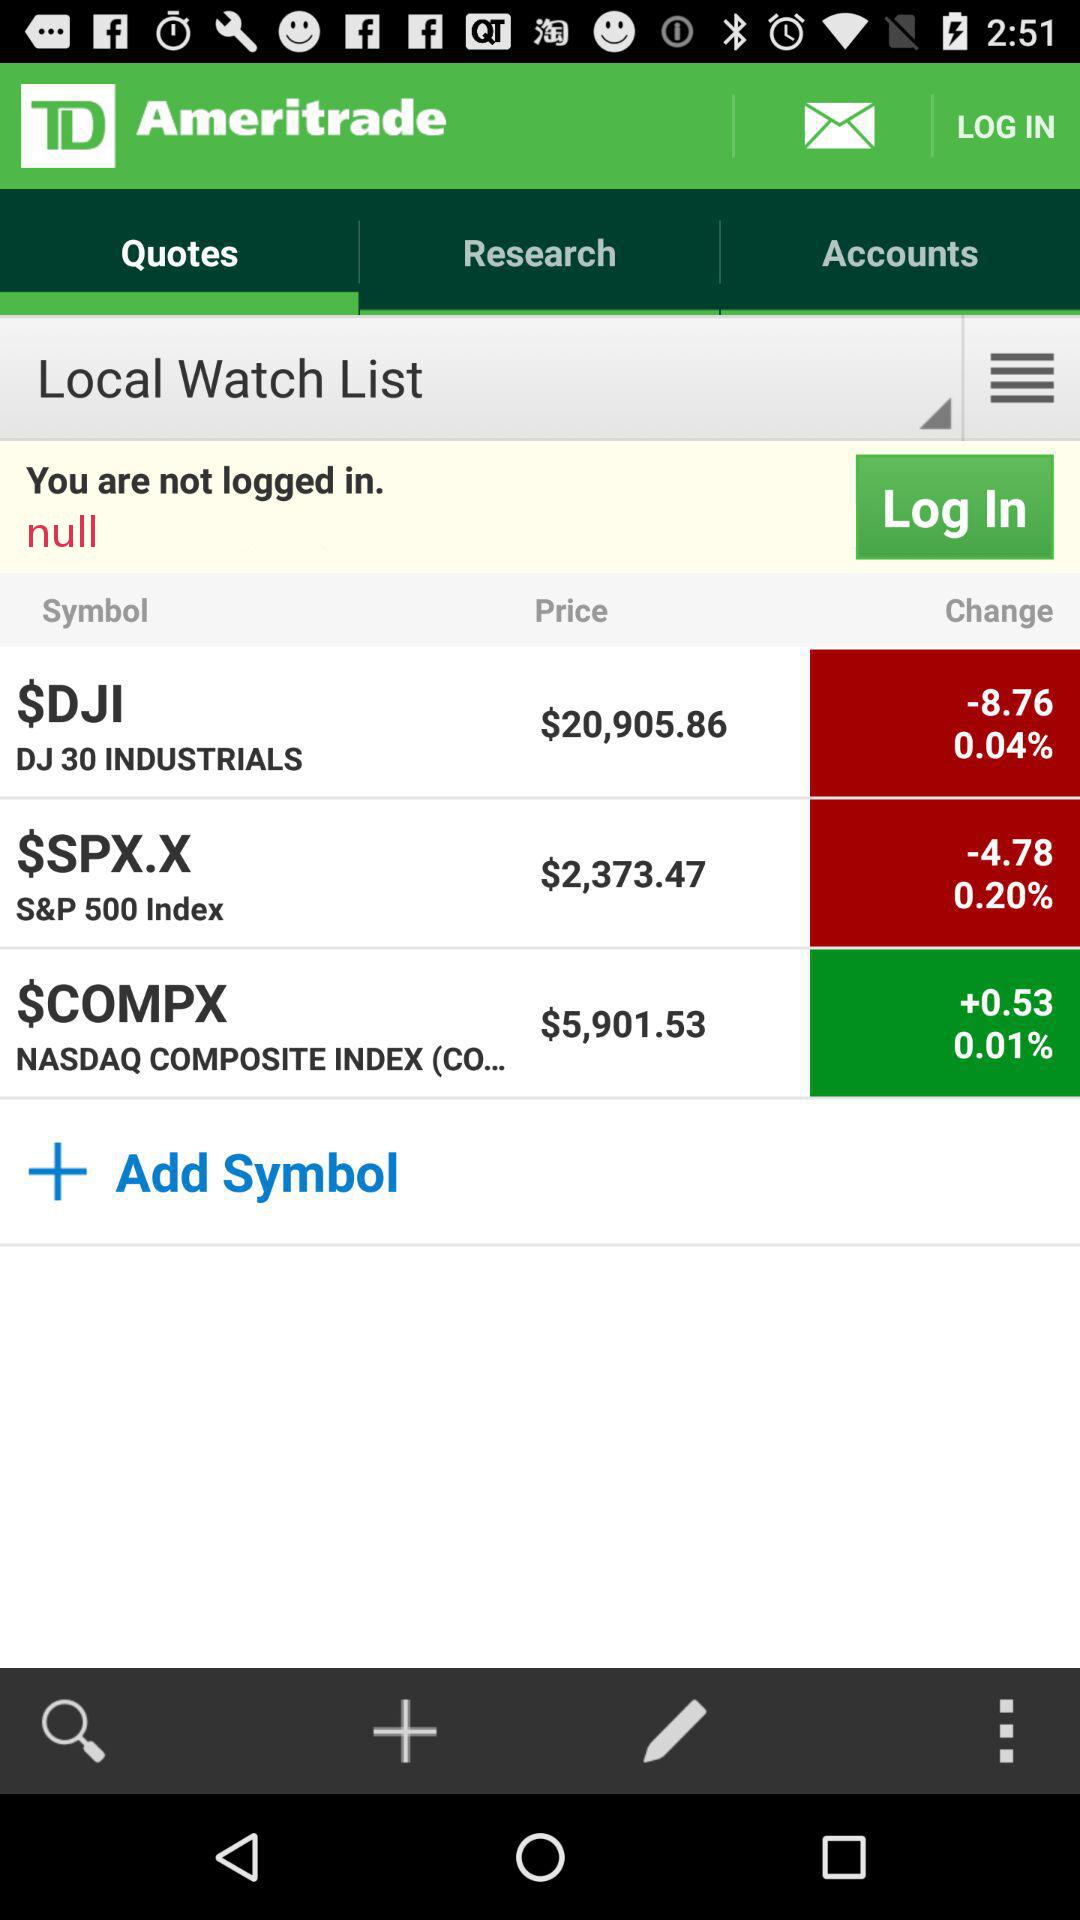 QT 淘 2:51
TD Ameritrade LOG IN
Quotes Research Accounts
Local Watch List
You are not logged in.
null
Log In
Symbol Price Change
$DJI
DJ 30 INDUSTRIALS
$20,905.86
-8.76
0.04%
$SPX.X
S&P 500 Index
$2,373.47
-4.78
0.20%
$COMPX
NASDAQ COMPOSITE INDEX (CO...
$5,901.53
+0.53
0.01%
Add Symbol